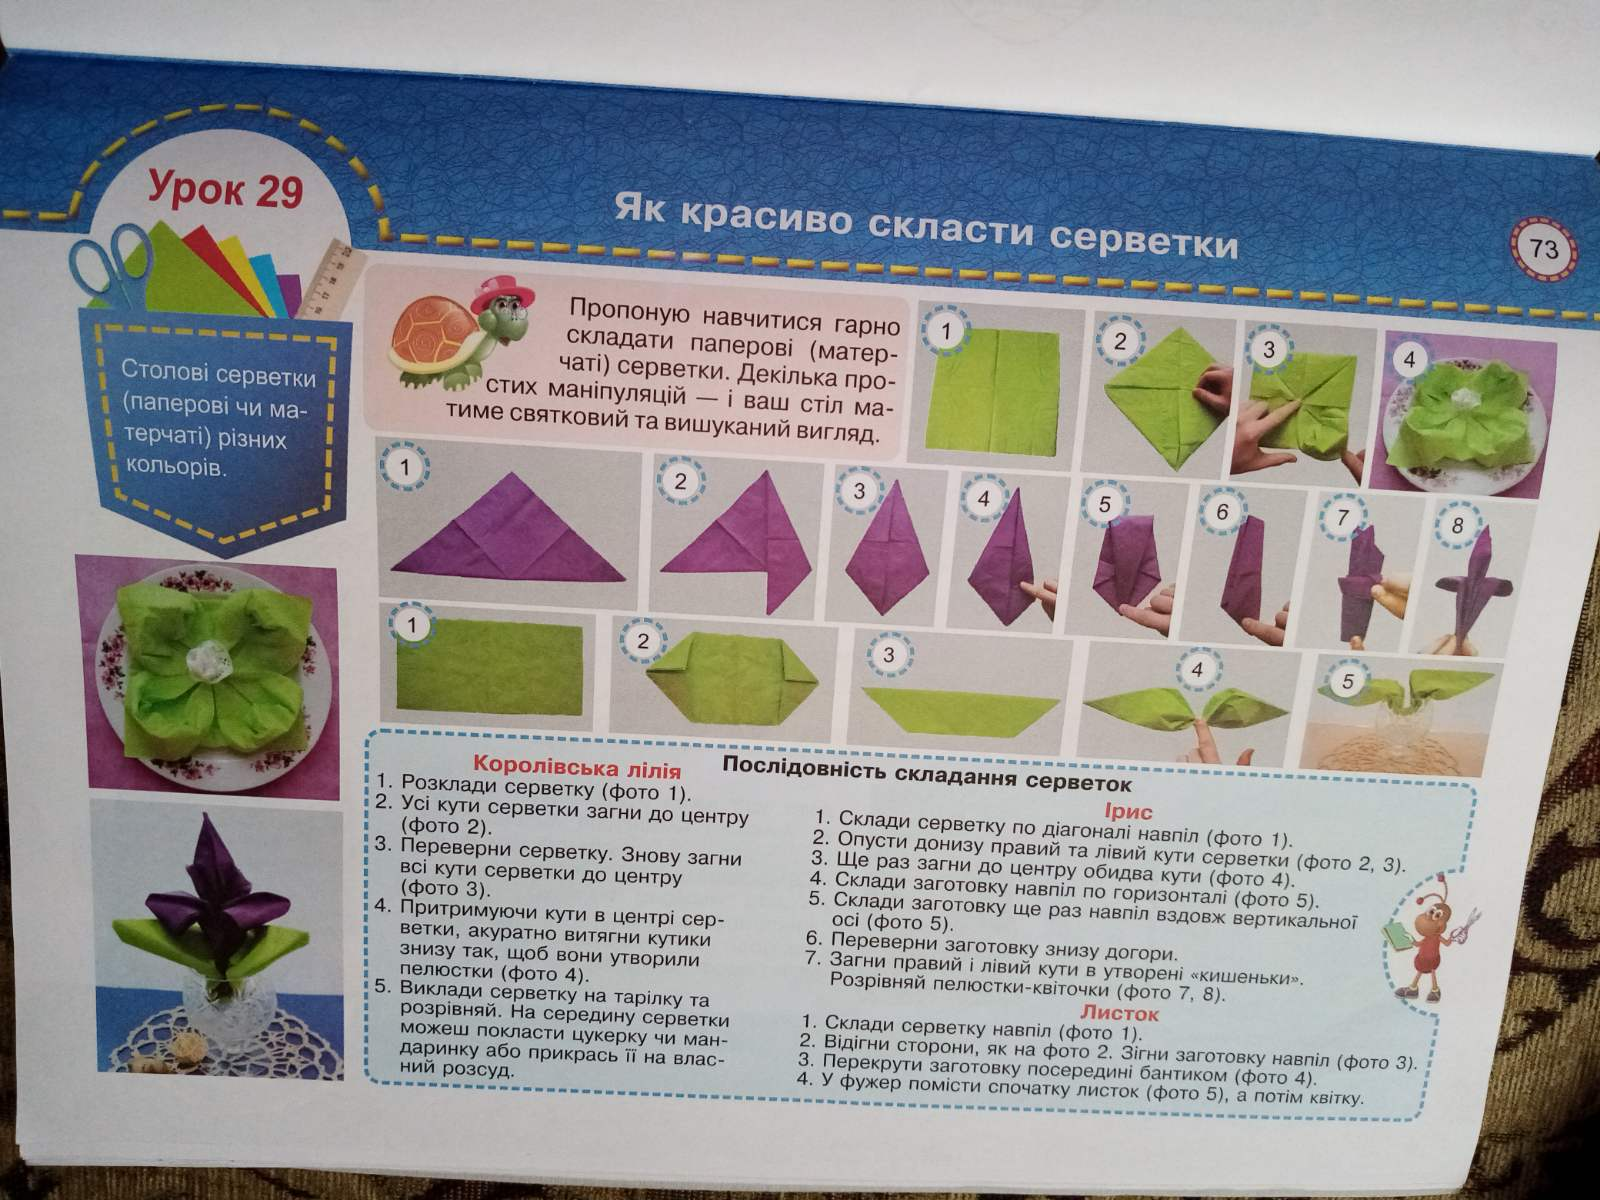 Урок 29
Як красиво скласти серветки
73
Столові серветки
(паперові чи ма-
терчаті) різних
кольорів.
Пропоную навчитися гарно
складати паперові (матер-
чаті) серветки. Декілька про-
стих маніпуляцій — і ваш стіл ма-
тиме святковий та вишуканий вигляд.
1
2
3
4
1
2
3
4
5
6
7
8
1
2
3
4
5
Послідовність складання серветок
Королівська лілія
1. Розклади серветку (фото 1).
2. Усі кути серветки загни до центру
(фото 2).
3. Переверни серветку. Знову загни
всі кути серветки до центру
(фото 3).
4. Притримуючи кути в центрі сер-
ветки, акуратно витягни кутики
знизу так, щоб вони утворили
пелюстки (фото 4).
5. Виклади серветку на тарілку та
розрівняй. На середину серветки
можеш покласти цукерку чи ман-
даринку або прикрась її на влас-
ний розсуд.
Ірис
1. Склади серветку по діагоналі навпіл (фото 1).
2. Опусти донизу правий та лівий кути серветки (фото 2, 3).
3. Ще раз загни до центру обидва кути (фото 4).
4. Склади заготовку навпіл по горизонталі (фото 5).
5. Склади заготовку ще раз навпіл вздовж вертикальної
осі (фото 5).
6. Переверни заготовку знизу догори.
7. Загни правий і лівий кути в утворені «кишеньки».
Розрівняй пелюстки-квіточки (фото 7, 8).
Листок
1. Склади серветку навпіл (фото 1).
2. Відігни сторони, як на фото 2. Зігни заготовку навпіл (фото 3).
3. Перекрути заготовку посередині бантиком (фото 4).
4. У фужер помісти спочатку листок (фото 5), а потім квітку.